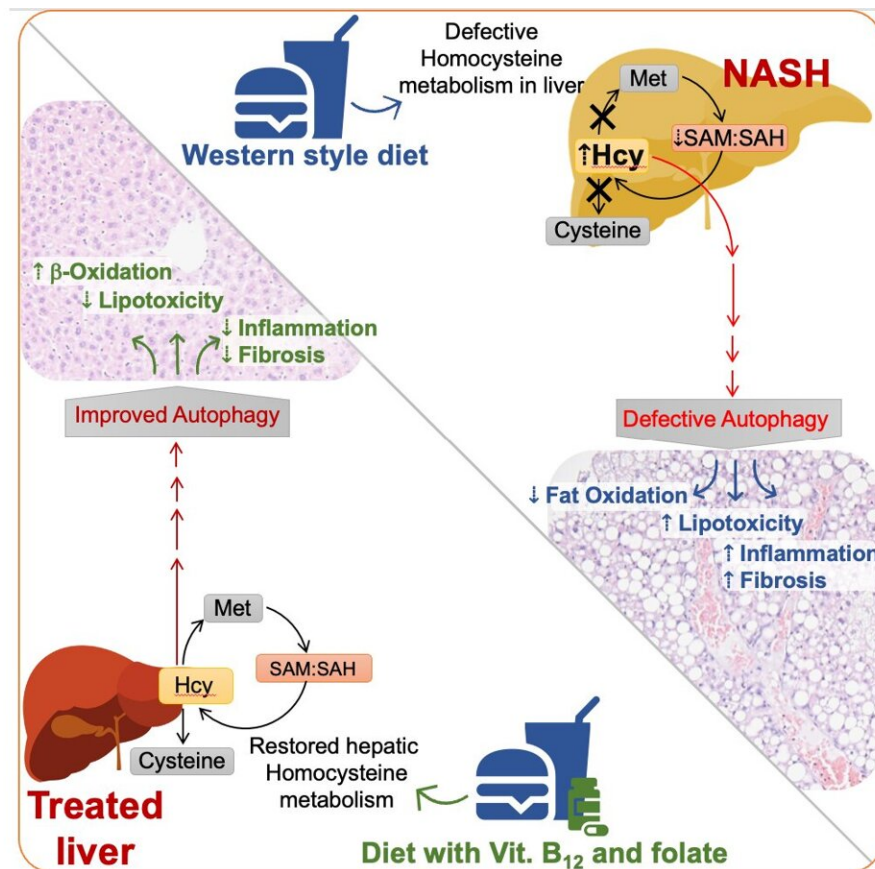 Defective
Homocysteine
metabolism in liver
Western style diet
NASH
Met
↓SAM:SAH
↑Hcy
Cysteine
↑ β-Oxidation
↓ Lipotoxicity
↓ Inflammation
↓ Fibrosis
Improved Autophagy
Defective Autophagy
↓ Fat Oxidation
↑ Lipotoxicity
↑ Inflammation
↑ Fibrosis
Met
SAM:SAH
Hcy
Cysteine
Restored hepatic
Homocysteine
metabolism
Treated
liver
Diet with Vit. B₁₂ and folate